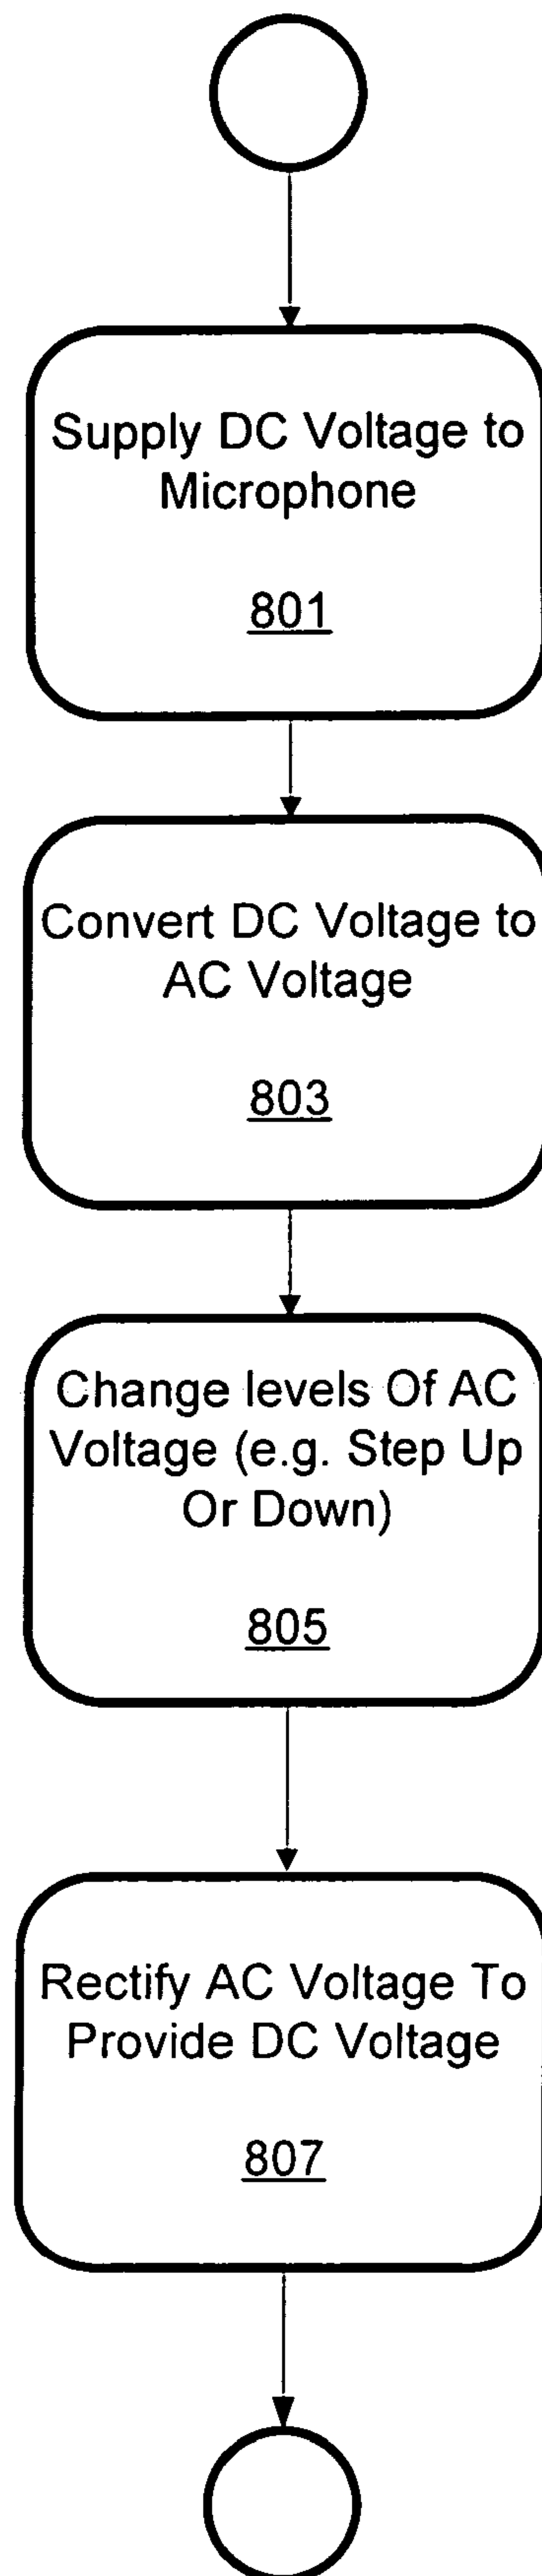 Supply DC Voltage to
Microphone
801
Convert DC Voltage to
AC Voltage
803
Change levels Of AC
Voltage (e.g. Step Up
Or Down)
805
Rectify AC Voltage To
Provide DC Voltage
807